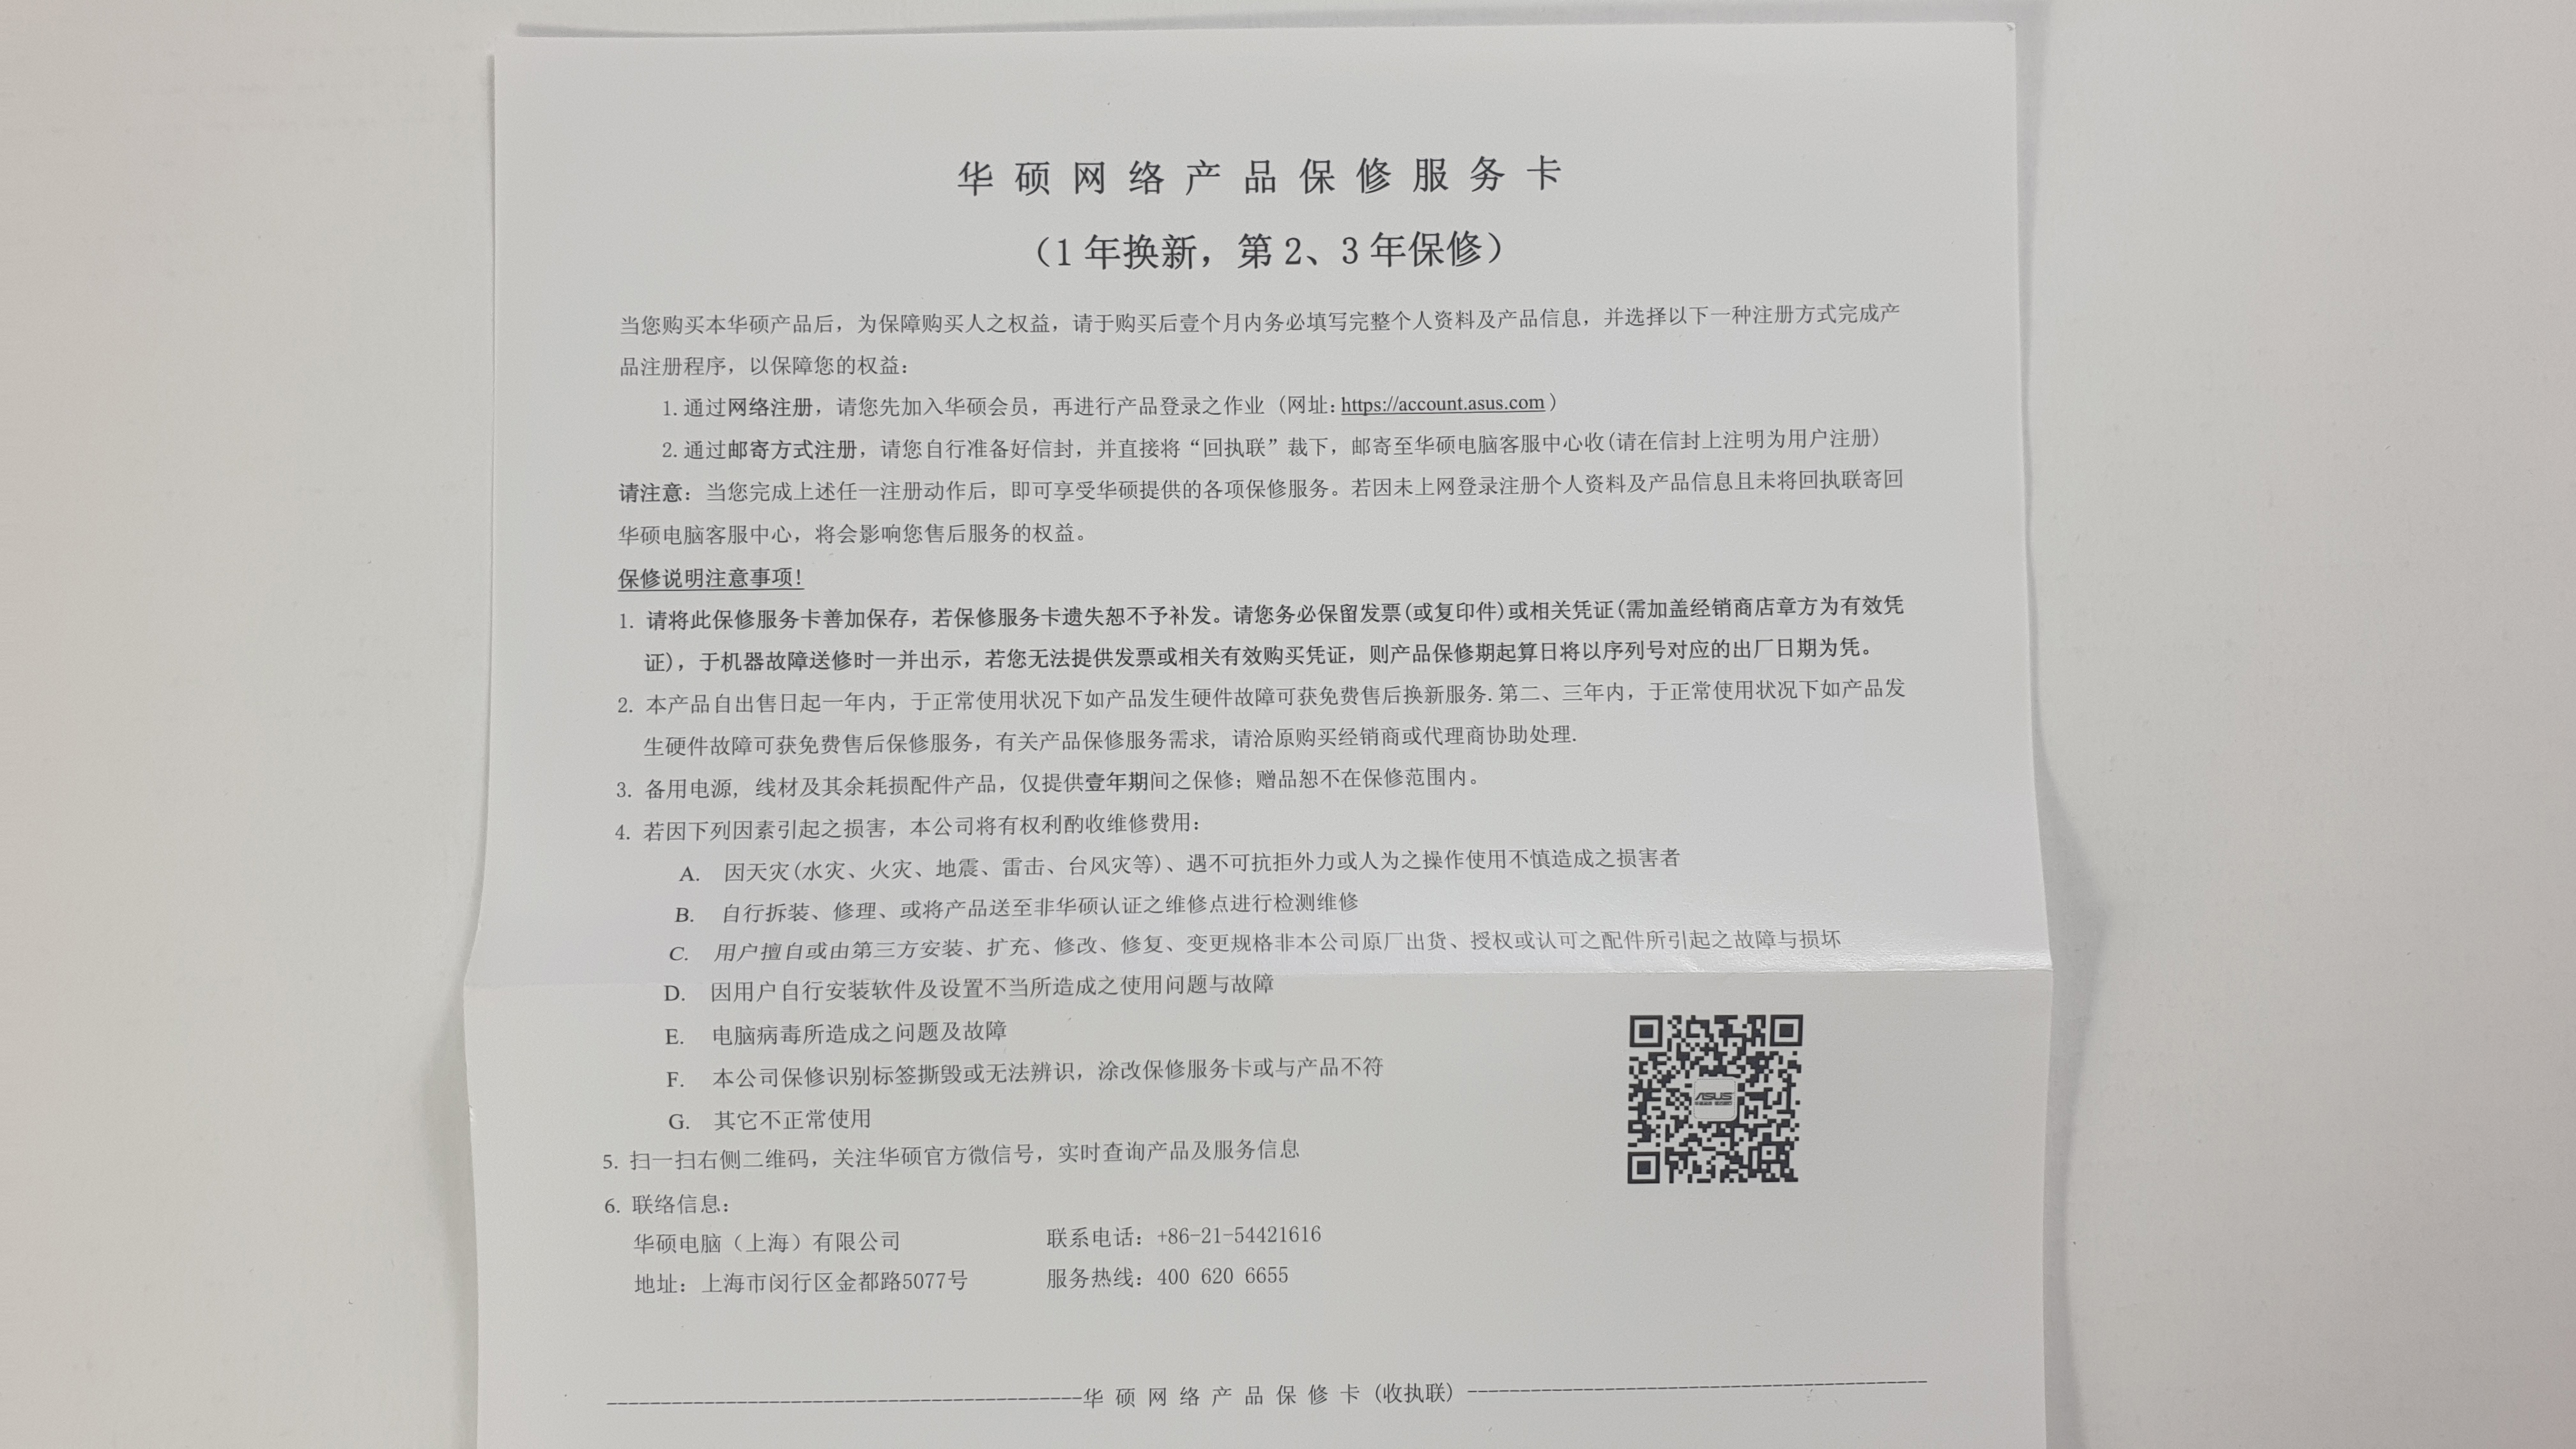 华硕网络产品保修服务卡
（1年换新，第2、3年保修）
当您购买本华硕产品后，为保障购买人之权益，请于购买后壹个月内务必填写完整个人资料及产品信息，并选择以下一种注册方式完成产
品注册程序，以保障您的权益：
1.通过网络注册，请您先加入华硕会员，再进行产品登录之作业（网址：https://account.asus.com）
2.通过邮寄方式注册，请您自行准备好信封，并直接将“回执联”裁下，邮寄至华硕电脑客服中心收(请在信封上注明为用户注册)
请注意：当您完成上述任一注册动作后，即可享受华硕提供的各项保修服务。若因未上网登录注册个人资料及产品信息且未将回执联寄回
华硕电脑客服中心，将会影响您售后服务的权益。
保修说明注意事项！
1. 请将此保修服务卡善加保存，若保修服务卡遗失恕不予补发。请您务必保留发票(或复印件)或相关凭证(需加盖经销商店章方为有效凭
证)，于机器故障送修时一并出示，若您无法提供发票或相关有效购买凭证，则产品保修期起算日将以序列号对应的出厂日期为凭。
2. 本产品自出售日起一年内，于正常使用状况下如产品发生硬件故障可获免费售后换新服务.第二、三年内，于正常使用状况下如产品发
生硬件故障可获免费售后保修服务，有关产品保修服务需求, 请洽原购买经销商或代理商协助处理.
3. 备用电源, 线材及其余耗损配件产品，仅提供壹年期间之保修；赠品恕不在保修范围内。
4. 若因下列因素引起之损害，本公司将有权利酌收维修费用：
A. 因天灾(水灾、火灾、地震、雷击、台风灾等)、遇不可抗拒外力或人为之操作使用不慎造成之损害者
B. 自行拆装、修理、或将产品送至非华硕认证之维修点进行检测维修
C. 用户擅自或由第三方安装、扩充、修改、修复、变更规格非本公司原厂出货、授权或认可之配件所引起之故障与损坏
D. 因用户自行安装软件及设置不当所造成之使用问题与故障
E. 电脑病毒所造成之问题及故障
F. 本公司保修识别标签撕毁或无法辨识，涂改保修服务卡或与产品不符
G. 其它不正常使用
ASUS
5. 扫一扫右侧二维码，关注华硕官方微信号，实时查询产品及服务信息
6. 联络信息：
华硕电脑（上海）有限公司 联系电话：+86-21-54421616
地址：上海市闵行区金都路5077号 服务热线：400 620 6655
华硕网络产品保修卡(收执联)